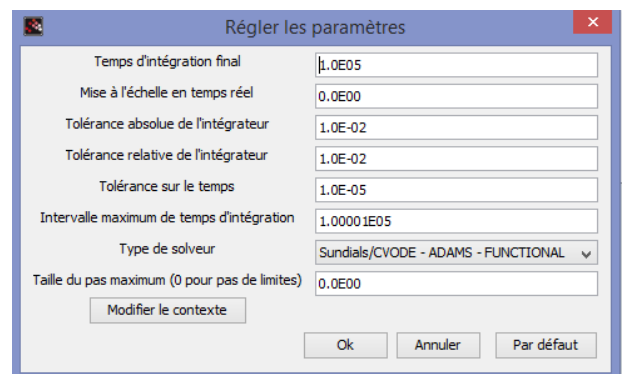 Régler les paramètres
Temps d'intégration final 1.0E05
Mise à l'échelle en temps réel 0.0E00
Tolérance absolue de l'intégrateur 1.0E-02
Tolérance relative de l'intégrateur 1.0E-02
Tolérance sur le temps 1.0E-05
Intervalle maximum de temps d'intégration 1.00001E05
Type de solveur Sundials/CVODE - ADAMS - FUNCTIONAL
Taille du pas maximum (0 pour pas de limites) 0.0E00
Modifier le contexte
Ok Annuler Par défaut